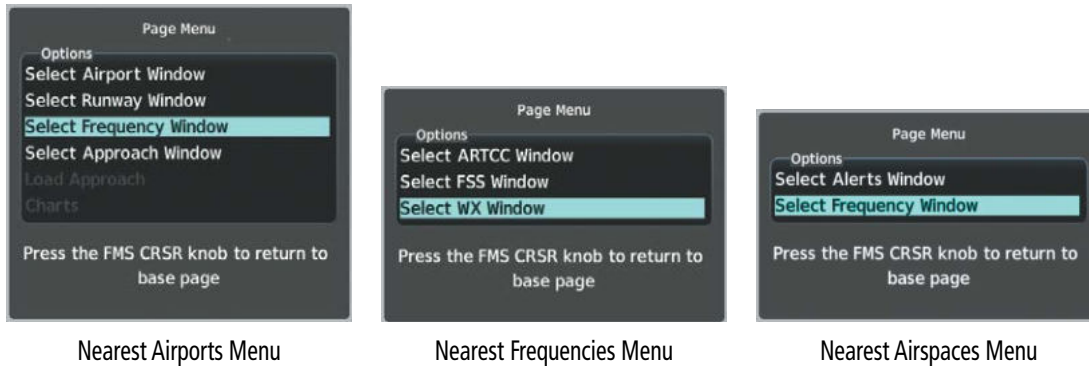 Page Menu
Options
Select Airport Window
Select Runway Window
Select Frequency Window
Select Approach Window
Load Approach
Charts
Press the FMS CRSR knob to return to
base page
Nearest Airports Menu
Page Menu
Options
Select ARTCC Window
Select FSS Window
Select WX Window
Press the FMS CRSR knob to return to
base page
Nearest Frequencies Menu
Page Menu
Options
Select Alerts Window
Select Frequency Window
Press the FMS CRSR knob to return to
base page
Nearest Airspaces Menu